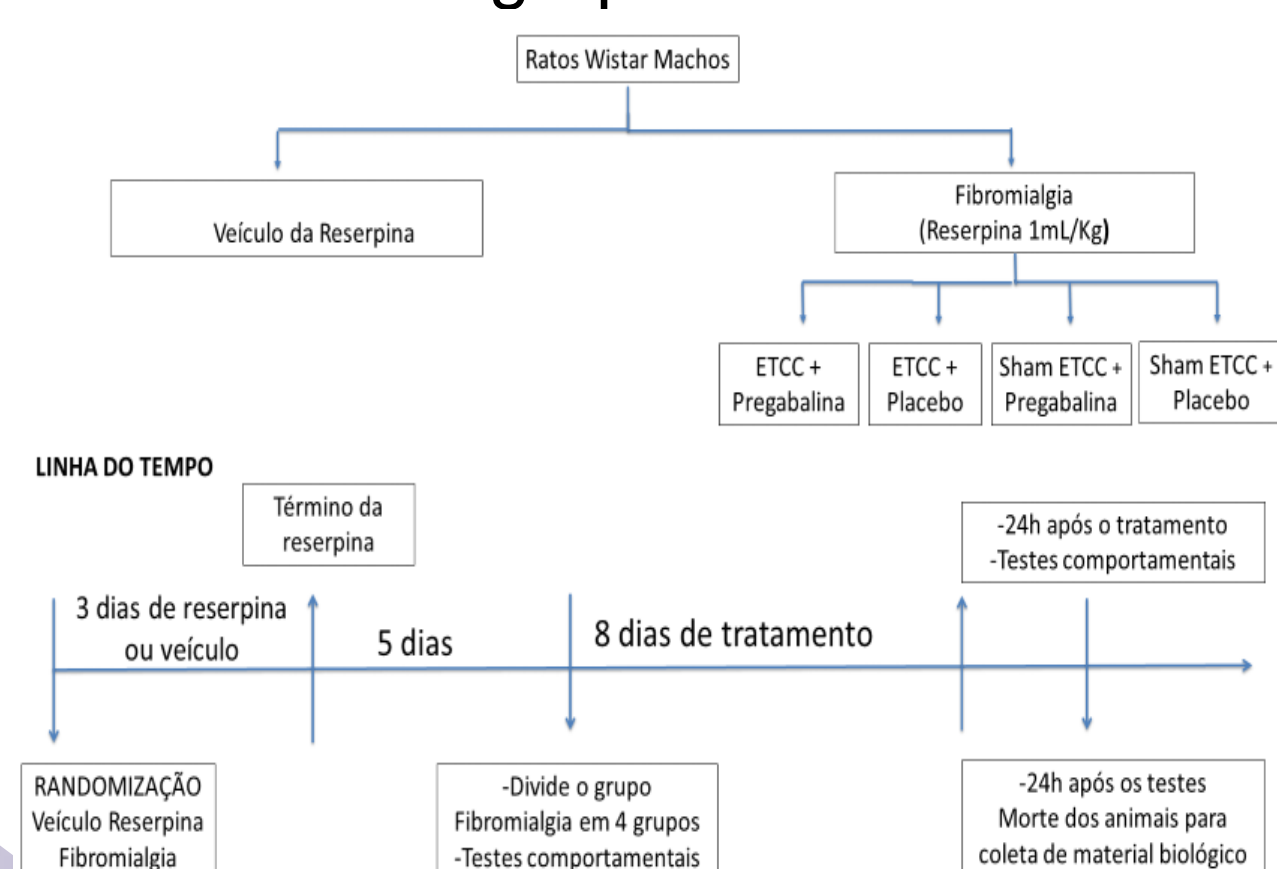 Ratos Wistar Machos
Veículo da Reserpina
Fibromialgia
(Reserpina 1mL/Kg)
ETCC +
Pregabalina
ETCC +
Placebo
Sham ETCC +
Pregabalina
Sham ETCC +
Placebo
LINHA DO TEMPO
Término da
reserpina
-24h após o tratamento
-Testes comportamentais
3 dias de reserpina
ou veículo
5 dias
8 dias de tratamento
RANDOMIZAÇÃO
Veículo Reserpina
Fibromialgia
-Divide o grupo
Fibromialgia em 4 grupos
-Testes comportamentais
-24h após os testes
Morte dos animais para
coleta de material biológico